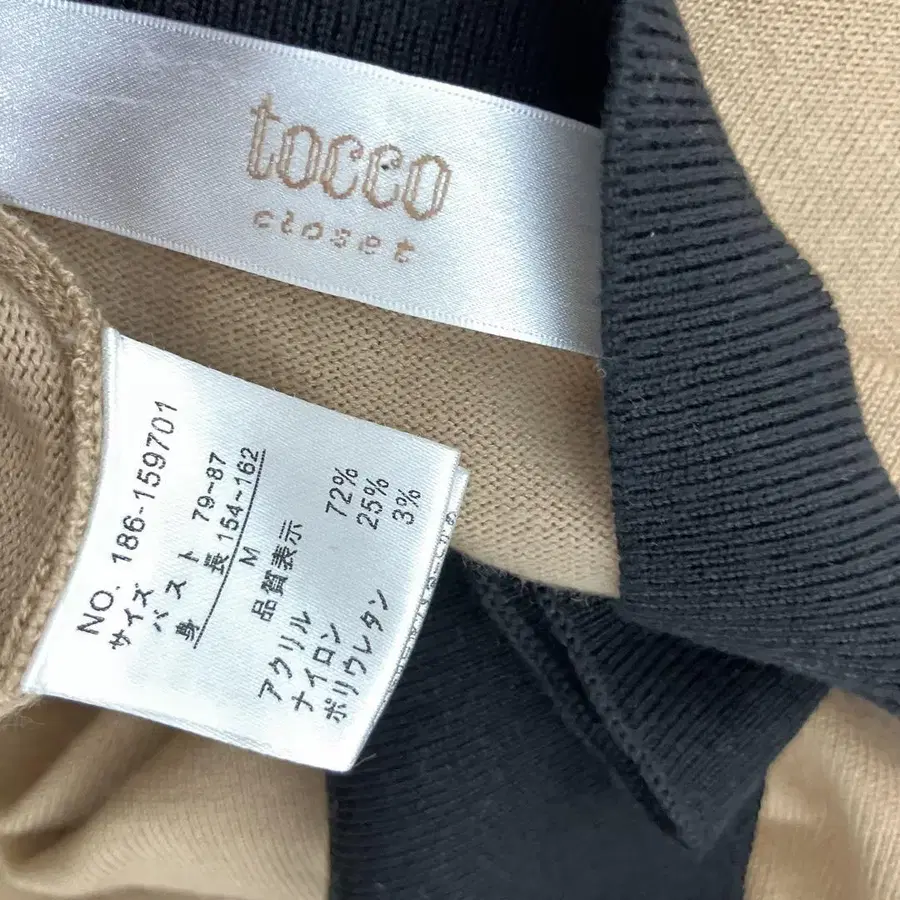 tocco
closet
NO. 186-159701
サイズ
バスト 79~87
身長 154~162
M
品質表示
アクリル 72%
ナイロン 25%
ポリウレタン 3%